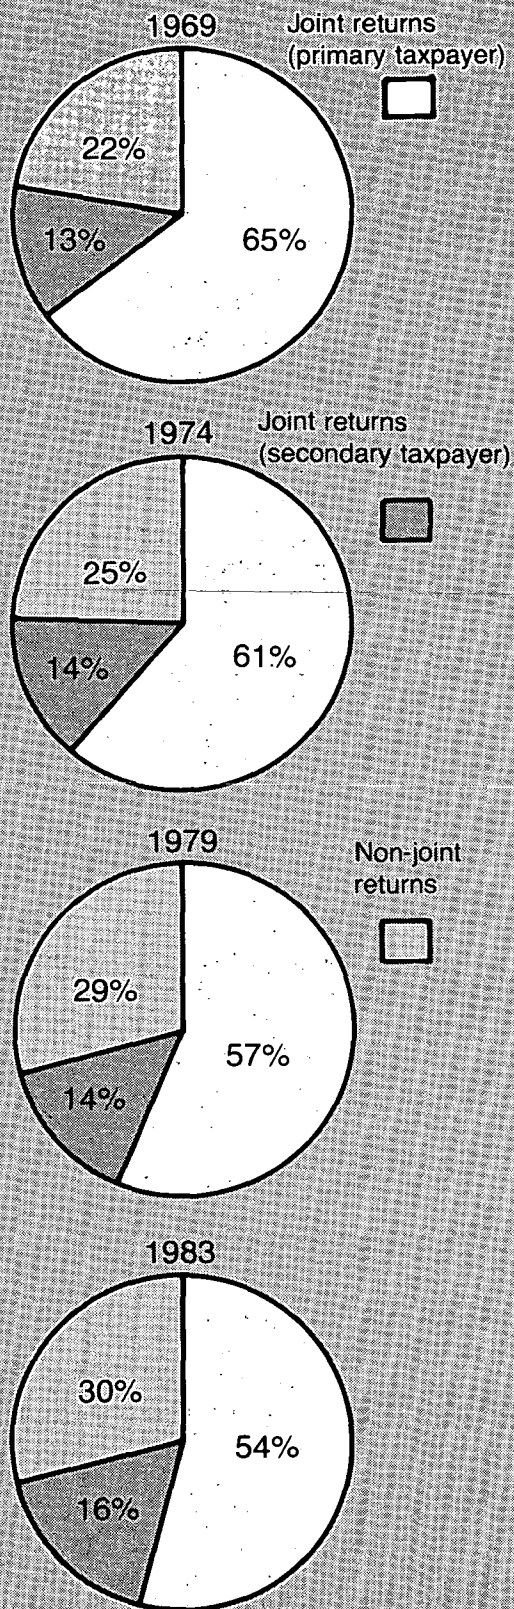 1969
Joint returns
(primary taxpayer)
22%
13%
65%
1974
Joint returns
(secondary taxpayer)
25%
14%
61%
1979
Non-joint
returns
29%
14%
57%
1983
30%
16%
54%